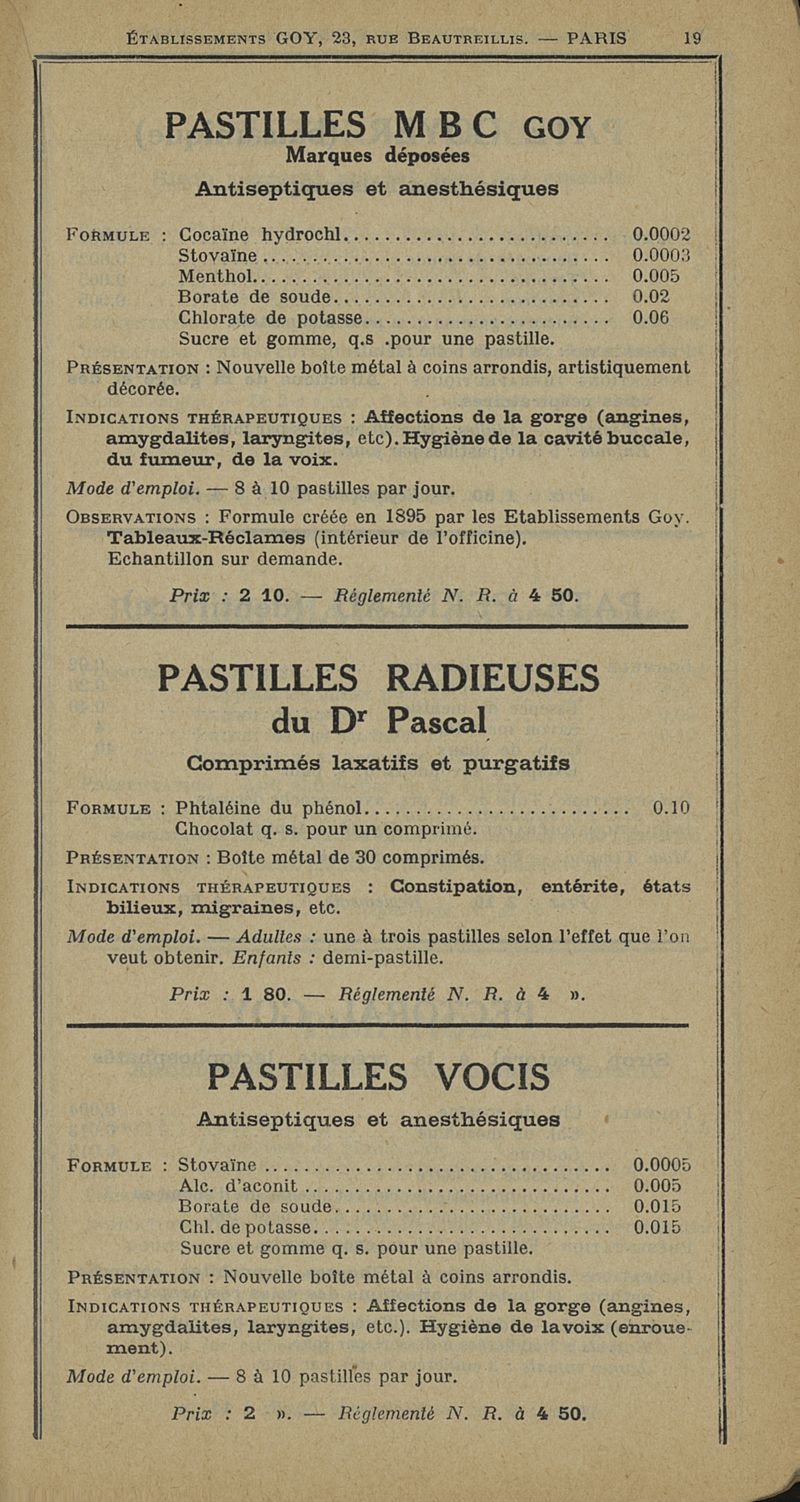 ÉTABLISSEMENTS GOY, 23, RUE BEAUTREILLIS. — PARIS 19
PASTILLES M B C GOY
Marques déposées
Antiseptiques et anesthésiques
FORMULE : Cocaïne hydrochl........................... 0.0002
Stovaïne................................... 0.0003
Menthol.................................... 0.005
Borate de soude............................ 0.02
Chlorate de potasse......................... 0.06
Sucre et gomme, q.s .pour une pastille.
PRÉSENTATION : Nouvelle boîte métal à coins arrondis, artistiquement
décorée.
INDICATIONS THÉRAPEUTIQUES : Affections de la gorge (angines,
amygdalites, laryngites, etc). Hygiène de la cavité buccale,
du fumeur, de la voix.
Mode d'emploi. — 8 à 10 pastilles par jour.
OBSERVATIONS : Formule créée en 1895 par les Etablissements Goy.
Tableaux-Réclames (intérieur de l'officine).
Echantillon sur demande.
Prix : 2 10. — Réglementé N. R. à 4 50.
PASTILLES RADIEUSES
du Dr Pascal
Comprimés laxatifs et purgatifs
FORMULE : Phtaléine du phénol........................... 0.10
Chocolat q. s. pour un comprimé.
PRÉSENTATION : Boîte métal de 30 comprimés.
INDICATIONS THÉRAPEUTIQUES : Constipation, entérite, états
bilieux, migraines, etc.
Mode d'emploi. — Adultes : une à trois pastilles selon l'effet que l'on
veut obtenir. Enfants : demi-pastille.
Prix : 1 80. — Réglementé N. R. à 4 ».
PASTILLES VOCIS
Antiseptiques et anesthésiques
FORMULE : Stovaïne................................... 0.0005
Alc. d'aconit............................... 0.005
Borate de soude............................ 0.015
Chl. de potasse.............................. 0.015
Sucre et gomme q. s. pour une pastille.
PRÉSENTATION : Nouvelle boîte métal à coins arrondis.
INDICATIONS THÉRAPEUTIQUES : Affections de la gorge (angines,
amygdalites, laryngites, etc.). Hygiène de la voix (enroue-
ment).
Mode d'emploi. — 8 à 10 pastilles par jour.
Prix : 2 ». — Réglementé N. R. à 4 50.